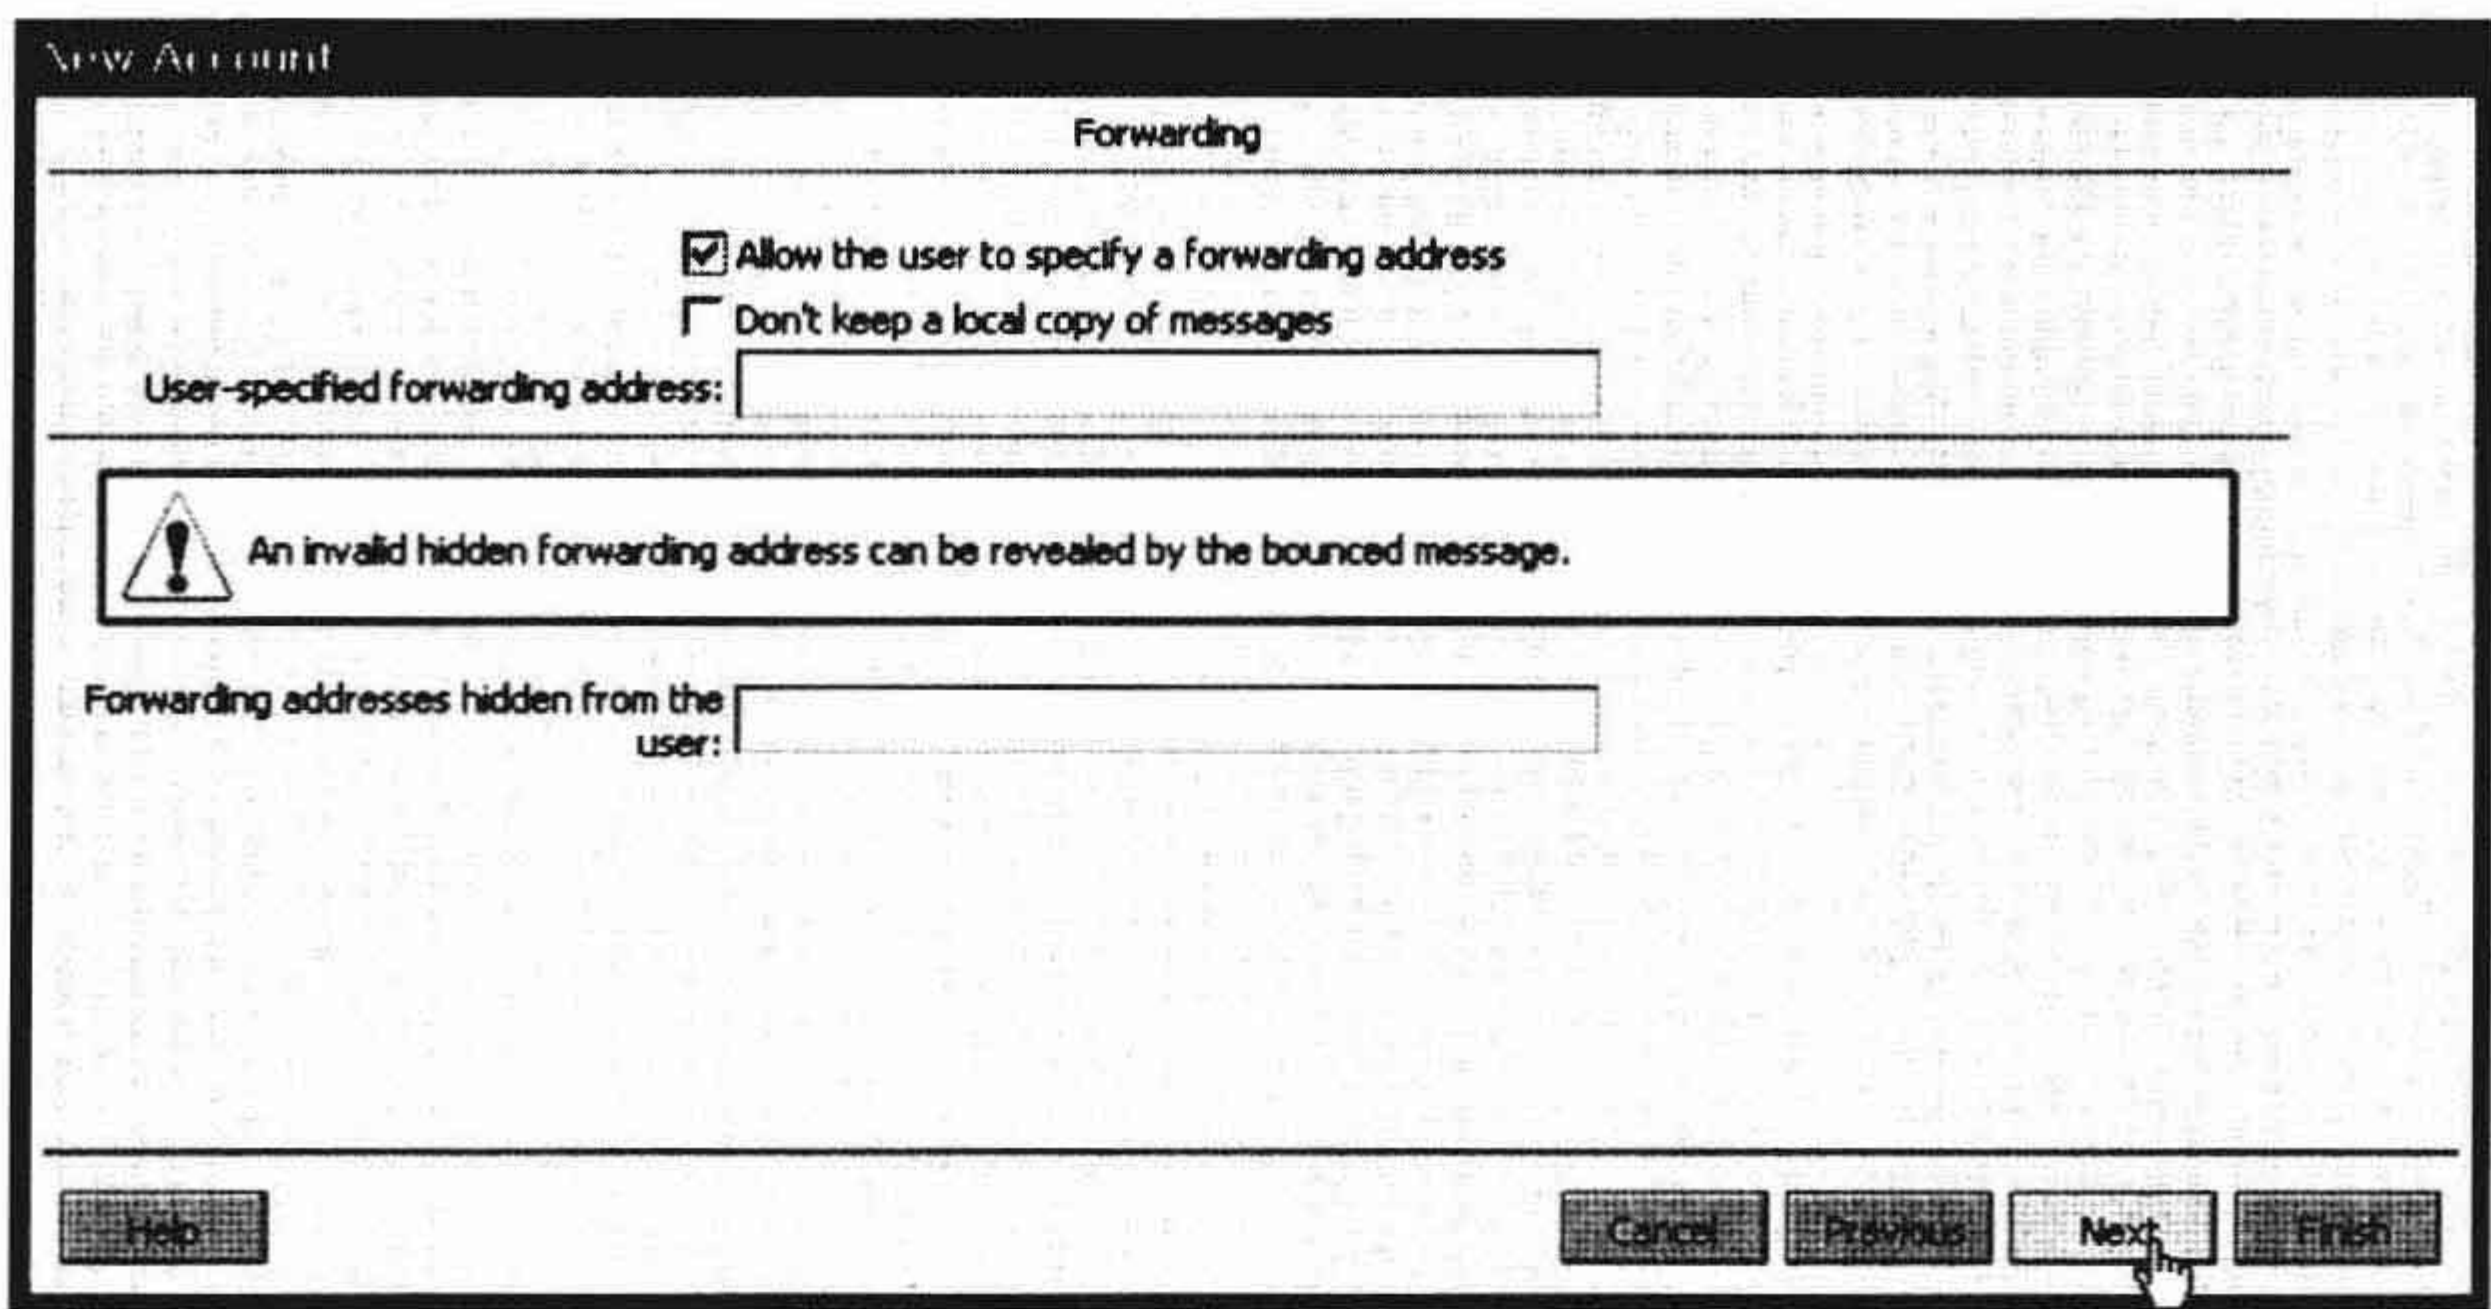 New Account
Forwarding
Allow the user to specify a forwarding address
Don't keep a local copy of messages
User-specified forwarding address:
An invalid hidden forwarding address can be revealed by the bounced message.
Forwarding addresses hidden from the
user:
Help
Cancel
Previous
Next
Finish